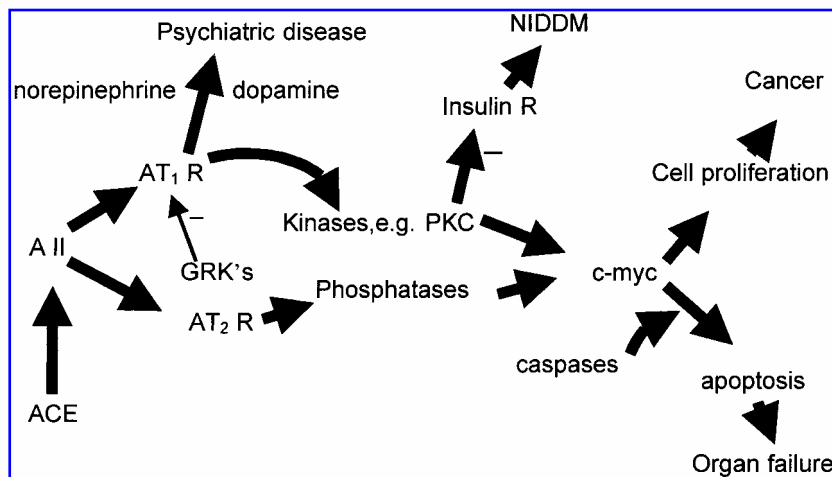 NIDDM
Psychiatric disease
Cancer
norepinephrine dopamine
Insulin R
–
AT₁ R
Cell proliferation
–
Kinases,e.g. PKC
A II
GRK's
c-myc
Phosphatases
AT₂ R
caspases
apoptosis
ACE
Organ failure